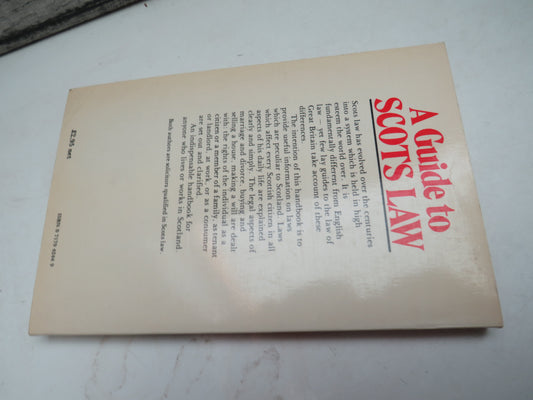 A Guide to
SCOTS LAW
Scots law has evolved over the centuries
into a system which is held in high
esteem the world over. It is
fundamentally different from English
law — yet few lay guides to the law of
Great Britain take account of these
differences.
The intention of this handbook is to
provide useful information on laws
which are peculiar to Scotland. Laws
which affect every Scottish citizen in all
aspects of his daily life are explained
clearly and simply. The legal aspects of
marriage and divorce, buying and
selling a house, making a will are dealt
with; the rights of the individual as a
citizen or a member of a family, as tenant
or landlord, at work, or as a consumer
are set out and clarified.
An indispensable handbook for
anyone who lives or works in Scotland.
Both authors are solicitors qualified in Scots law.
£2.95 net
ISBN 0 7179